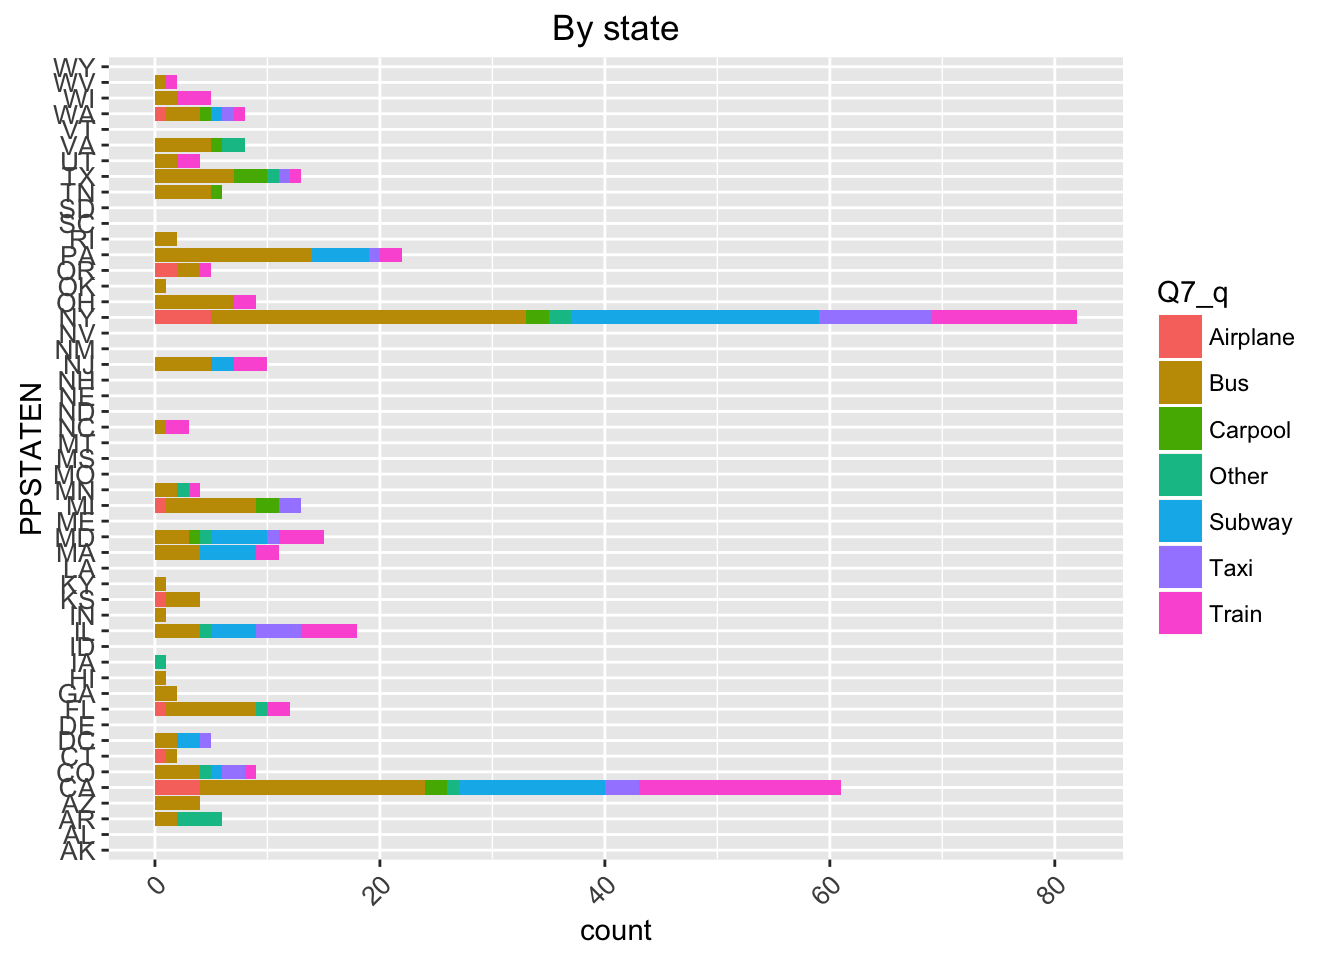 By state
WY
WV
WI
WA
VT
VA
UT
TX
TN
SD
SC
RI
PA
OR
OK
OH
NY
NV
NM
NJ
NH
NE
ND
NC
MT
MS
MO
MN
MI
ME
MD
MA
LA
KY
KS
IN
IL
ID
IA
HI
GA
FL
DE
DC
CT
CO
CA
AZ
AR
AL
AK
PPSTATEN
0
20
40
60
80
count
Q7_q
Airplane
Bus
Carpool
Other
Subway
Taxi
Train